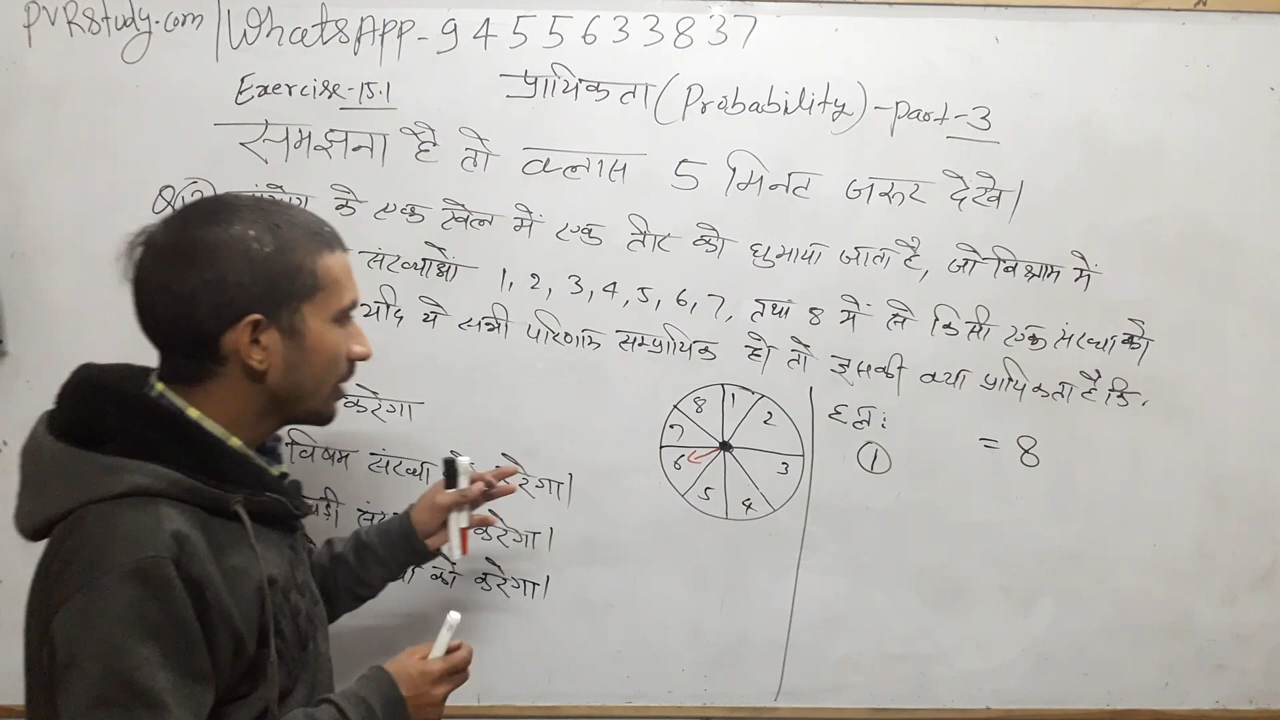 PVRStudy.com | WhatsApp-9455633837
Exercise-15.1 प्रायिकता (Probability)-part-3
समझना है तो क्लास 5 मिनट जरूर देखे।
के एक खेल में एक तीर को घुमाया जाता है, जो विश्राम में
संख्याओं 1, 2, 3, 4, 5, 6, 7, तथा 8 में से किसी एक संख्या को
यदि ये सभी परिणाम सम्प्रायिक हो तो इसकी क्या प्रायिकता है कि.
करेगा
विषम संख्या करेगा।
करेगा।
को करेगा।
1
2
3
4
5
6
7
8
हल:
① = 8